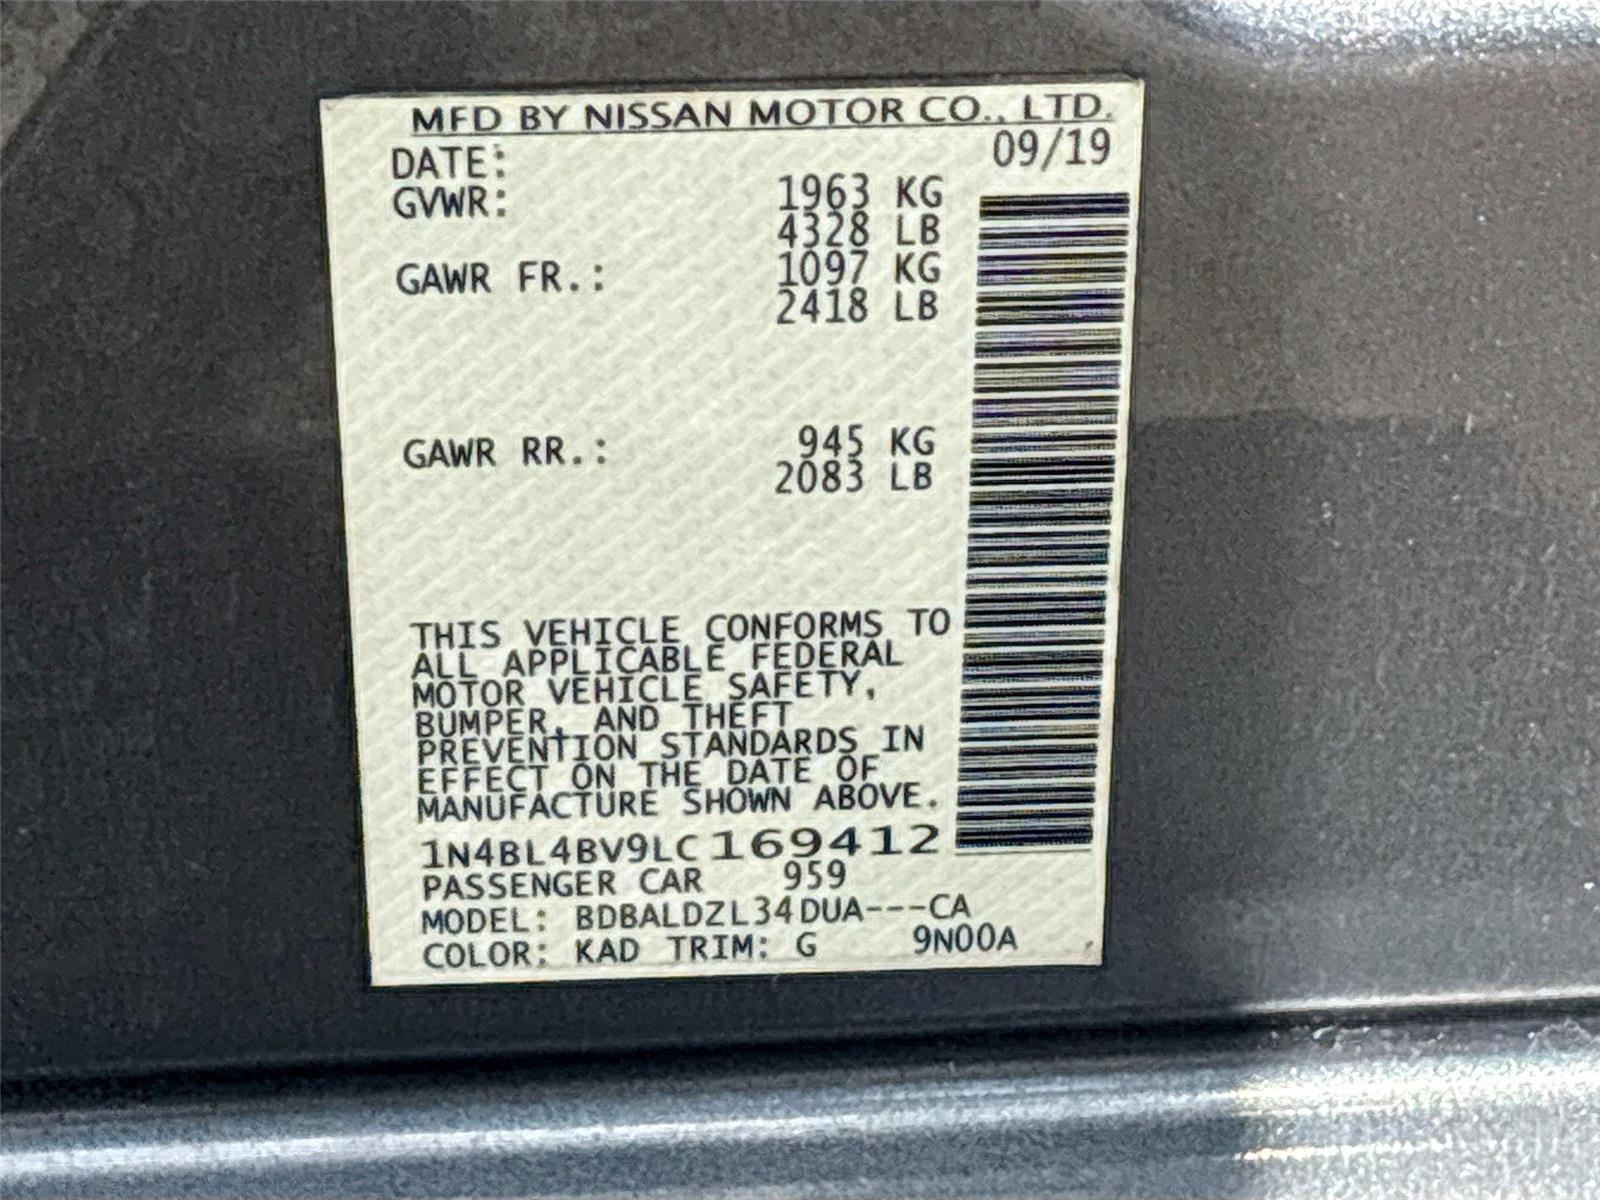 MFD BY NISSAN MOTOR CO., LTD.
DATE: 09/19
GVWR: 1963 KG
4328 LB
GAWR FR.: 1097 KG
2418 LB
GAWR RR.: 945 KG
2083 LB
THIS VEHICLE CONFORMS TO
ALL APPLICABLE FEDERAL
MOTOR VEHICLE SAFETY,
BUMPER, AND THEFT
PREVENTION STANDARDS IN
EFFECT ON THE DATE OF
MANUFACTURE SHOWN ABOVE.
1N4BL4BV9LC169412
PASSENGER CAR 959
MODEL: BDBALDZL34DUA---CA
COLOR: KAD TRIM: G 9N00A